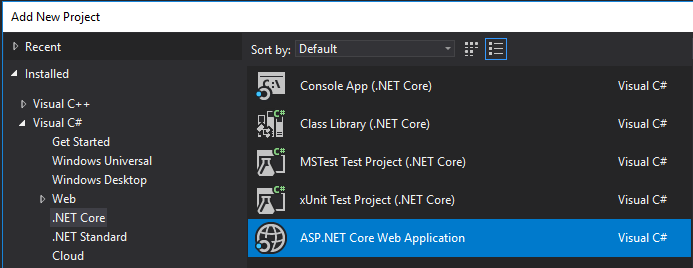 Add New Project
Recent
Installed
Visual C++
Visual C#
Get Started
Windows Universal
Windows Desktop
Web
.NET Core
.NET Standard
Cloud
Sort by: Default
Console App (.NET Core) Visual C#
Class Library (.NET Core) Visual C#
MSTest Test Project (.NET Core) Visual C#
xUnit Test Project (.NET Core) Visual C#
ASP.NET Core Web Application Visual C#